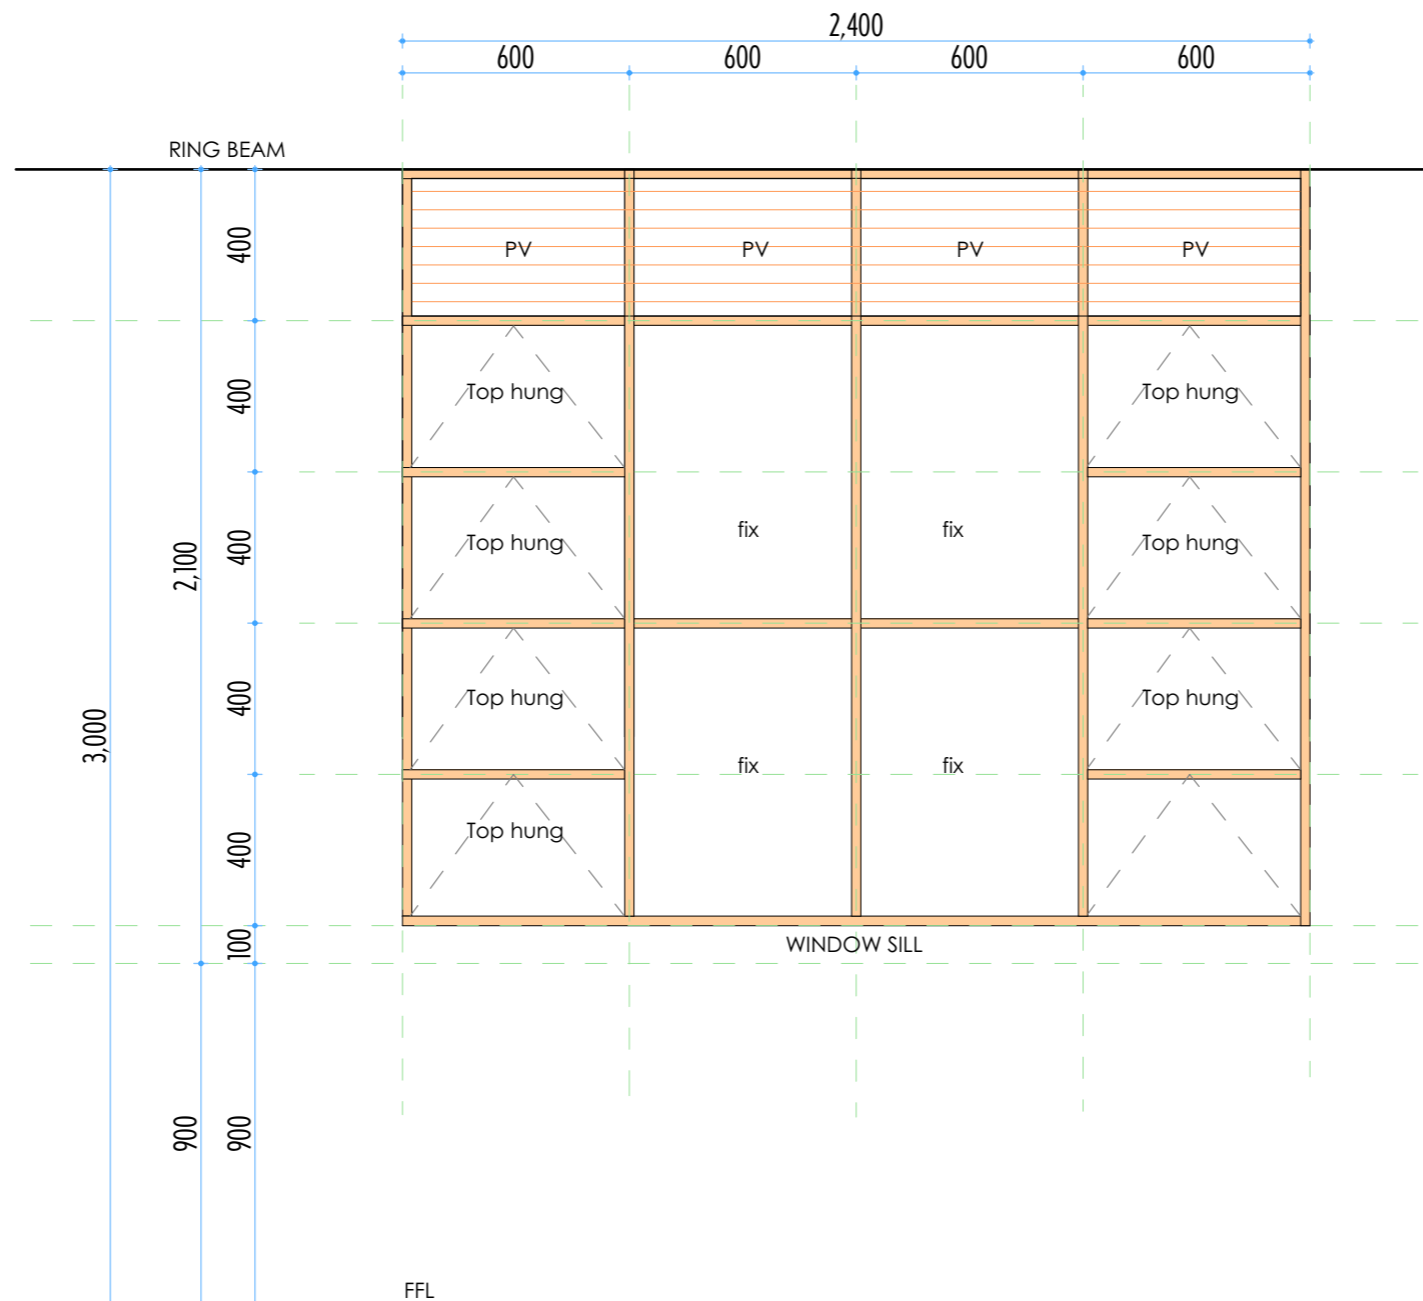 2,400
600 600 600 600
RING BEAM
400
PV PV PV PV
400
Top hung Top hung
2,100
400
Top hung fix fix Top hung
3,000
400
Top hung Top hung
fix fix
400
Top hung
100
WINDOW SILL
900 900
FFL